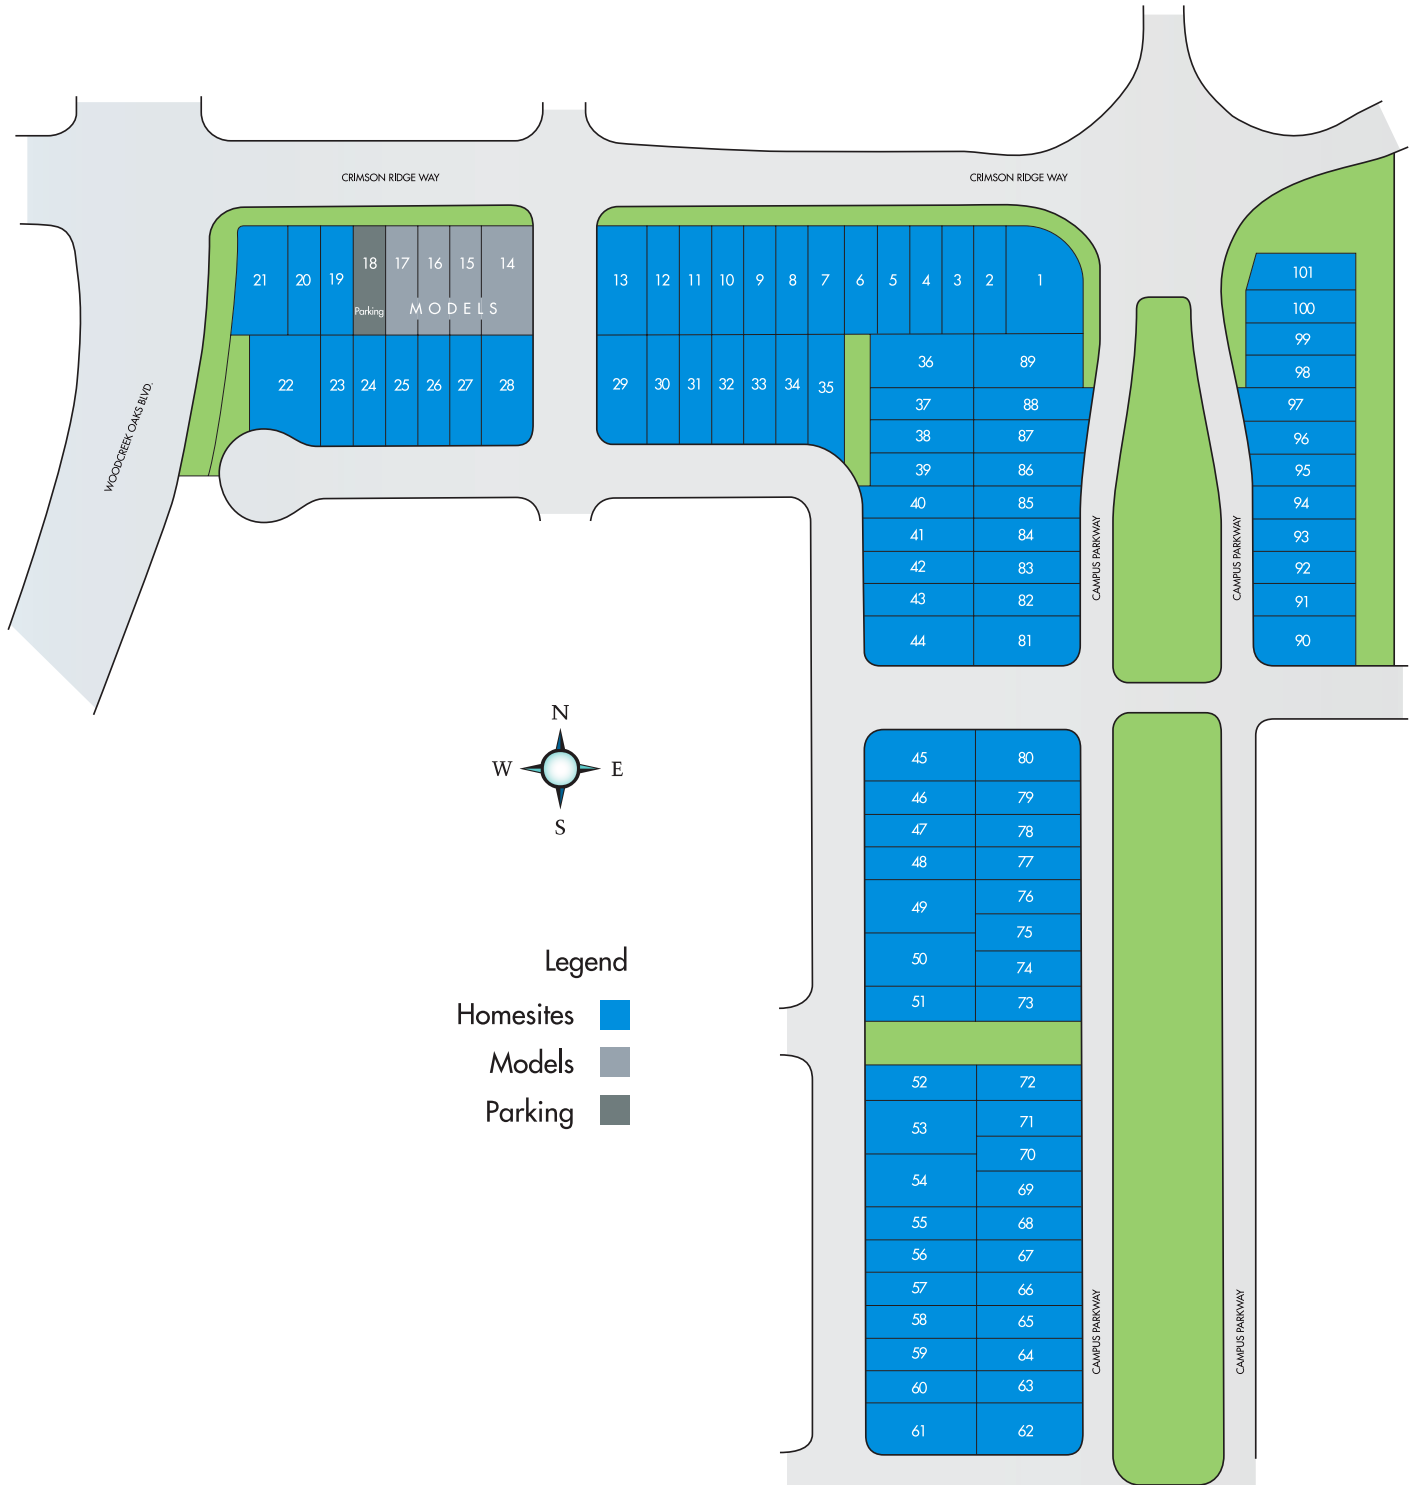 CRIMSON RIDGE WAY CRIMSON RIDGE WAY
21 20 19 18 17 16 15 14 13 12 11 10 9 8 7 6 5 4 3 2 1
Parking MODELS
22 23 24 25 26 27 28 29 30 31 32 33 34 35
101
100
99
98
97
96
95
94
93
92
91
90
36 89
37 88
38 87
39 86
40 85
41 84
42 83
43 82
44 81
WOODCREEK OAKS BLVD.
CAMPUS PARKWAY
CAMPUS PARKWAY
N
W E
S
45 80
46 79
47 78
48 77
49 76
75
50 74
51 73
52 72
53 71
70
54 69
55 68
56 67
57 66
58 65
59 64
60 63
61 62
CAMPUS PARKWAY
CAMPUS PARKWAY
Legend
Homesites
Models
Parking